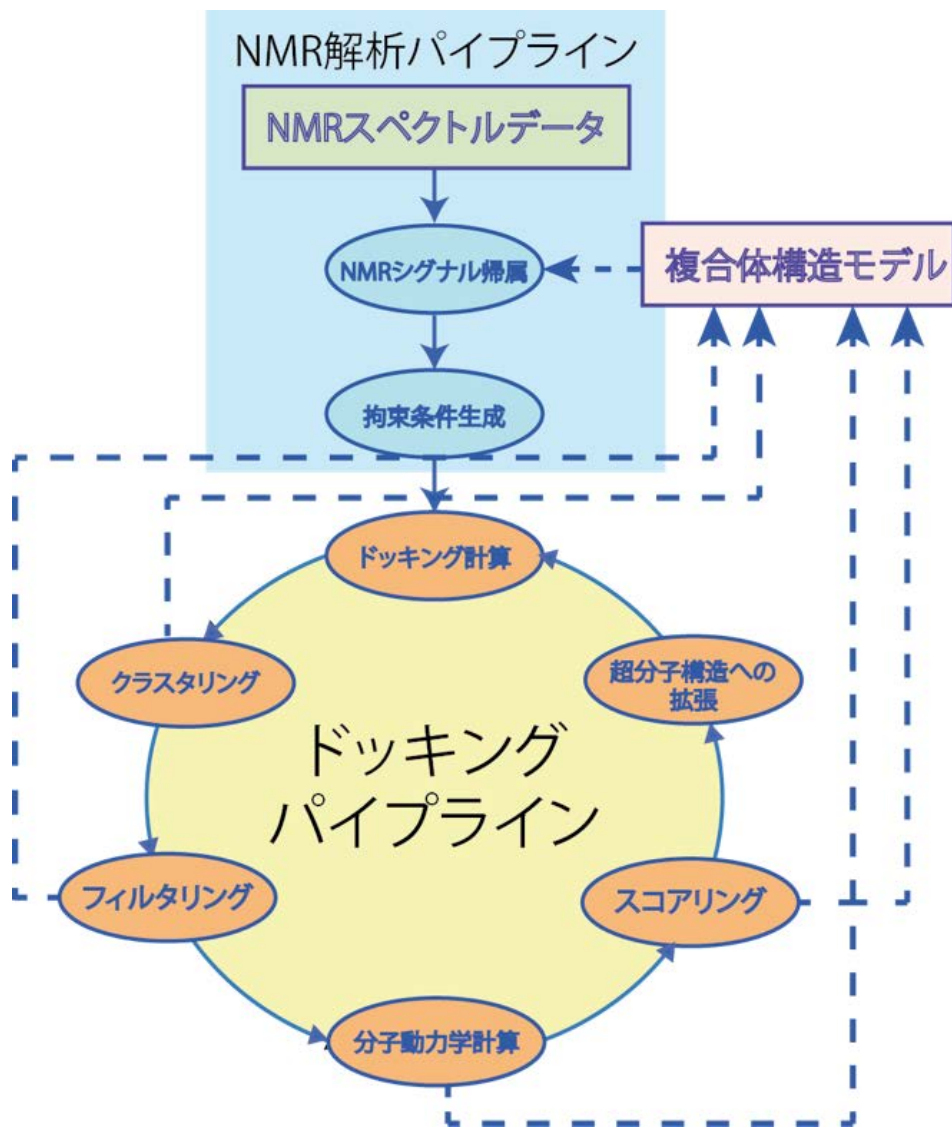 NMR解析パイプライン
NMRスペクトルデータ
NMRシグナル帰属
複合体構造モデル
拘束条件生成
ドッキング計算
クラスタリング
超分子構造への
拡張
ドッキング
パイプライン
フィルタリング
スコアリング
分子動力学計算